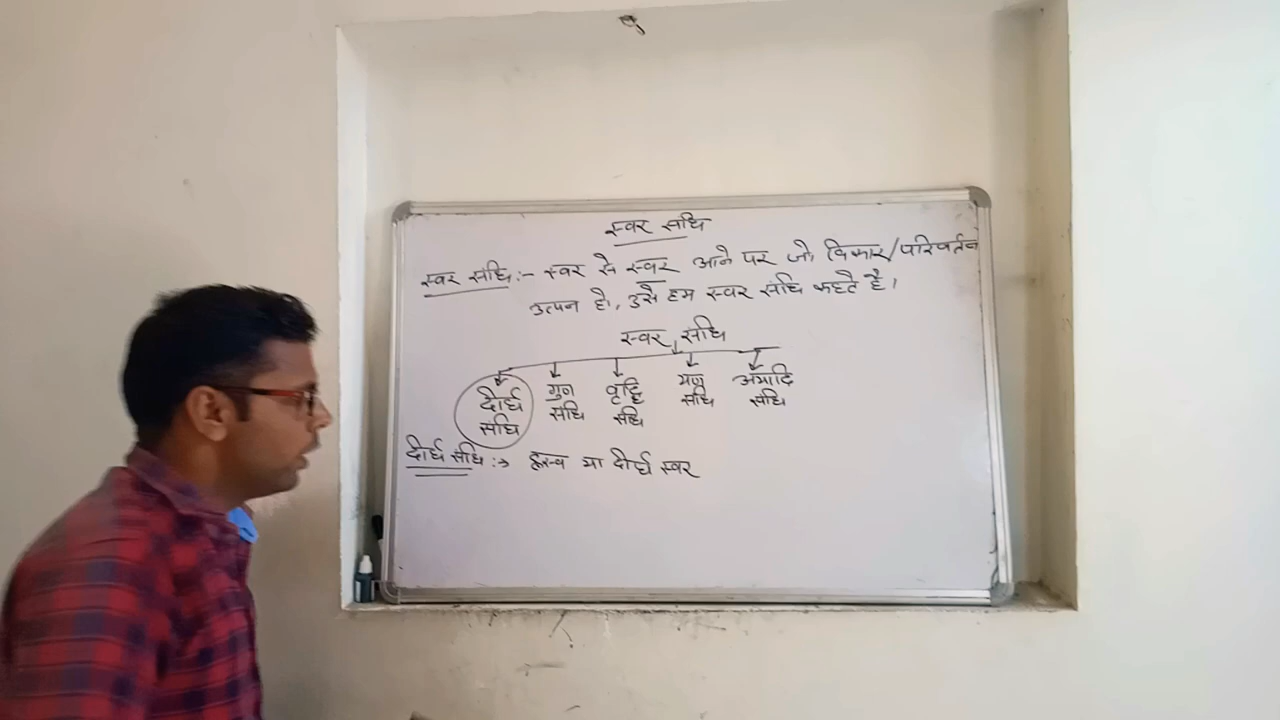 स्वर संधि
स्वर संधि :- स्वर से स्वर आने पर जो विकार/परिवर्तन
उत्पन हो, उसे हम स्वर संधि कहते है।
स्वर संधि
दीर्घ संधि
गुण संधि
वृद्धि संधि
यण संधि
अयादि संधि
दीर्घ संधि :→ ह्रस्व या दीर्घ स्वर